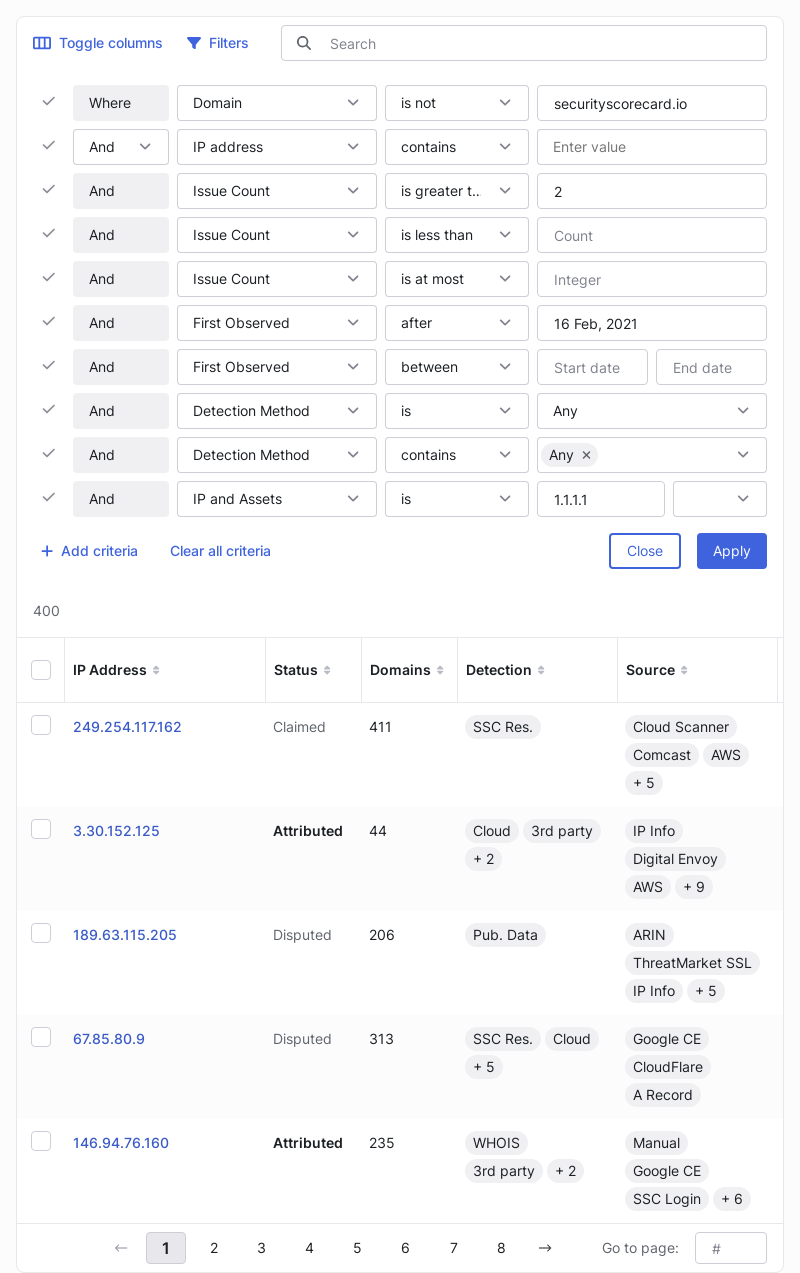 Toggle columns Filters Search
Where Domain is not securityscorecard.io
And IP address contains Enter value
And Issue Count is greater t... 2
And Issue Count is less than Count
And Issue Count is at most Integer
And First Observed after 16 Feb, 2021
And First Observed between Start date End date
And Detection Method is Any
And Detection Method contains Any ×
And IP and Assets is 1.1.1.1
+ Add criteria Clear all criteria Close Apply
400
IP Address Status Domains Detection Source
249.254.117.162 Claimed 411 SSC Res. Cloud Scanner
Comcast AWS
+ 5
3.30.152.125 Attributed 44 Cloud 3rd party IP Info
+ 2 Digital Envoy
AWS + 9
189.63.115.205 Disputed 206 Pub. Data ARIN
ThreatMarket SSL
IP Info + 5
67.85.80.9 Disputed 313 SSC Res. Cloud Google CE
+ 5 CloudFlare
A Record
146.94.76.160 Attributed 235 WHOIS Manual
3rd party + 2 Google CE
SSC Login + 6
← 1 2 3 4 5 6 7 8 → Go to page: #